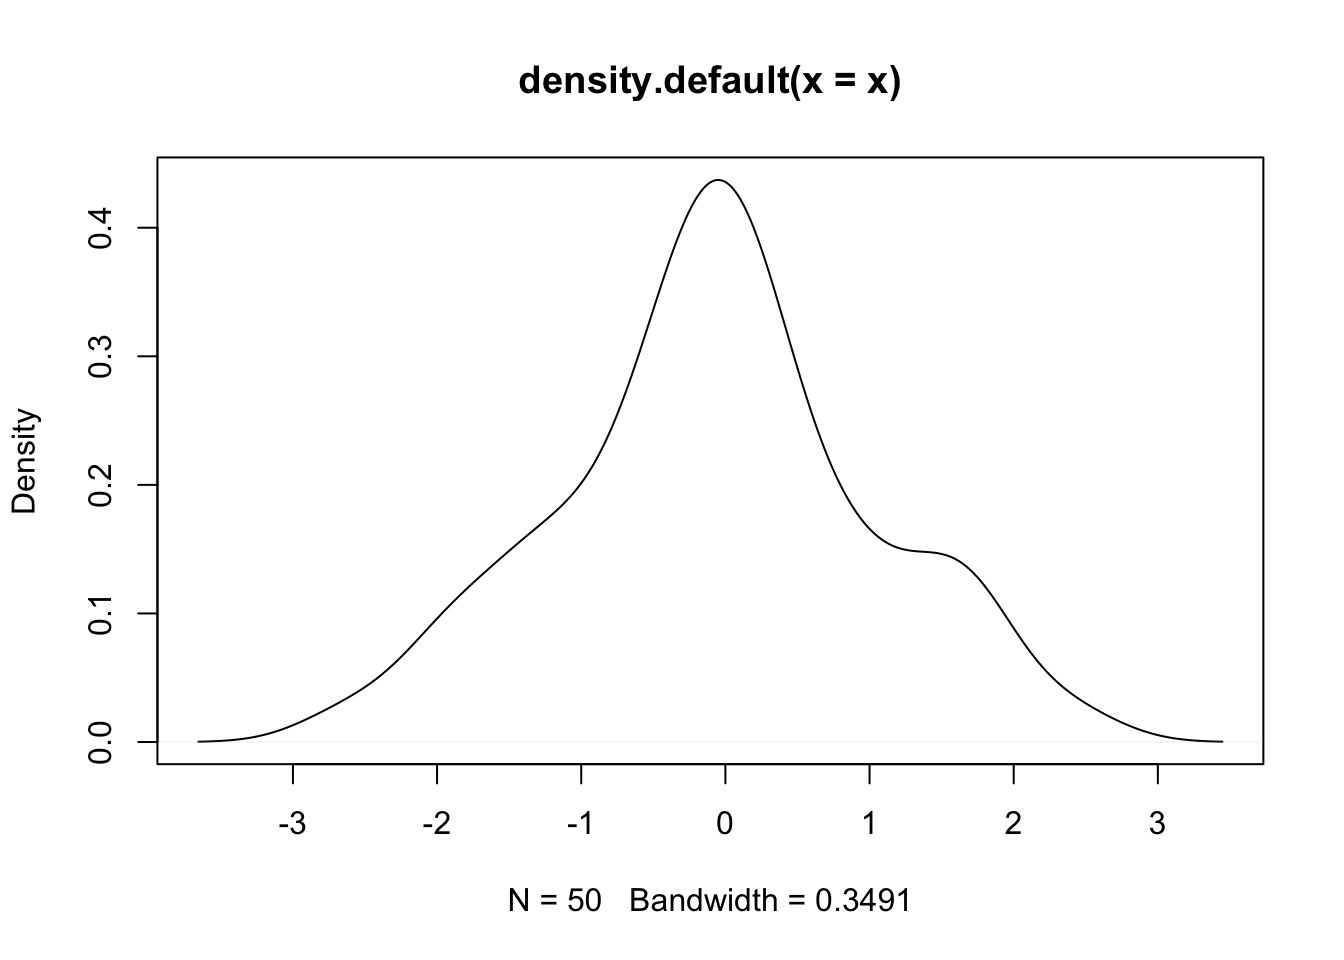 density.default(x = x)
Density
0.4
0.3
0.2
0.1
0.0
-3 -2 -1 0 1 2 3
N = 50 Bandwidth = 0.3491